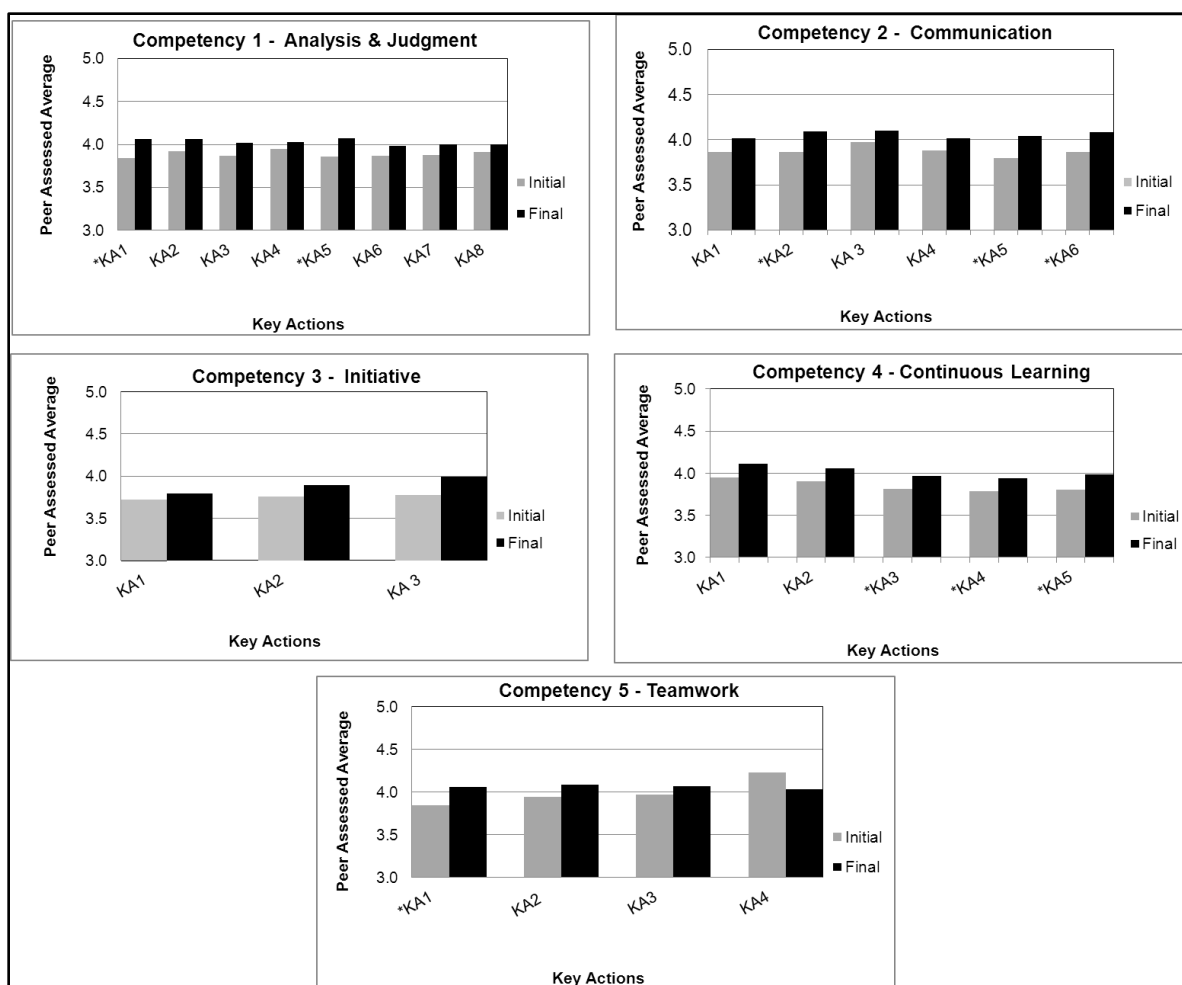 Competency 1 - Analysis & Judgment
Peer Assessed Average
5.0
4.5
4.0
3.5
3.0
*KA1 KA2 KA3 KA4 *KA5 KA6 KA7 KA8
Key Actions
Initial
Final
Competency 2 - Communication
Peer Assessed Average
5.0
4.5
4.0
3.5
3.0
KA1 *KA2 KA 3 KA4 *KA5 *KA6
Key Actions
Initial
Final
Competency 3 - Initiative
Peer Assessed Average
5.0
4.5
4.0
3.5
3.0
KA1 KA2 KA 3
Key Actions
Initial
Final
Competency 4 - Continuous Learning
Peer Assessed Average
5.0
4.5
4.0
3.5
3.0
KA1 KA2 *KA3 *KA4 *KA5
Key Actions
Initial
Final
Competency 5 - Teamwork
Peer Assessed Average
5.0
4.5
4.0
3.5
3.0
*KA1 KA2 KA3 KA4
Key Actions
Initial
Final